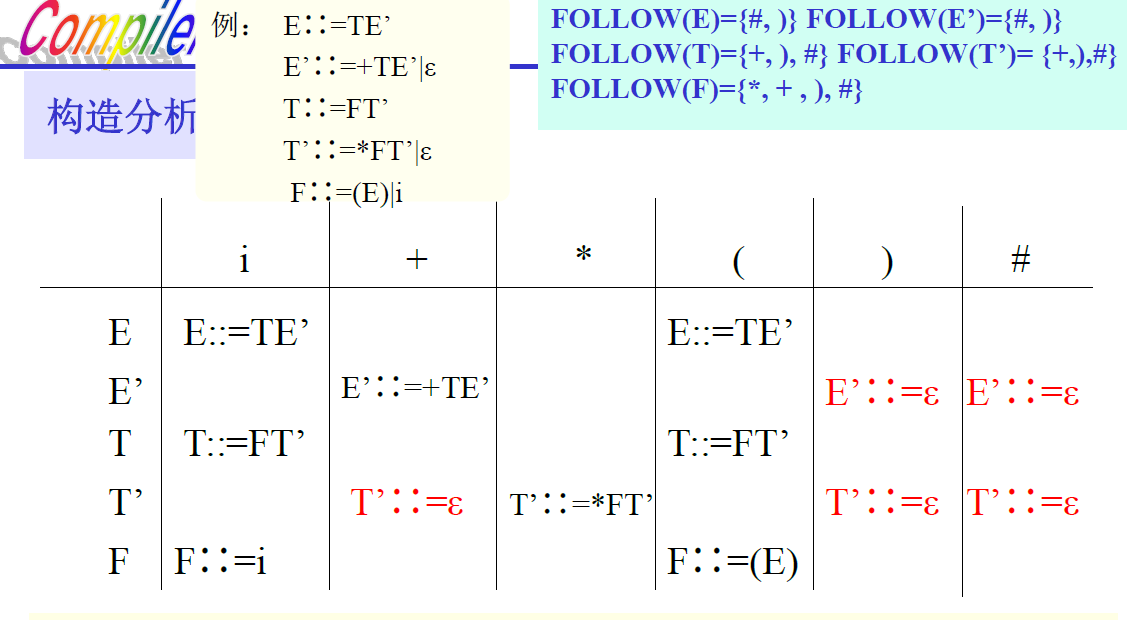 Compiler
例： E∷=TE’
E’∷=+TE’|ε
T∷=FT’
T’∷=*FT’|ε
F∷=(E)|i
FOLLOW(E)={#, )} FOLLOW(E’)={#, )}
FOLLOW(T)={+, ), #} FOLLOW(T’)= {+,),#}
FOLLOW(F)={*, + , ), #}
构造分析
i + * ( ) #
E E::=TE’ E::=TE’
E’ E’∷=+TE’ E’∷=ε E’∷=ε
T T::=FT’ T::=FT’
T’ T’∷=ε T’∷=*FT’ T’∷=ε T’∷=ε
F F∷=i F∷=(E)